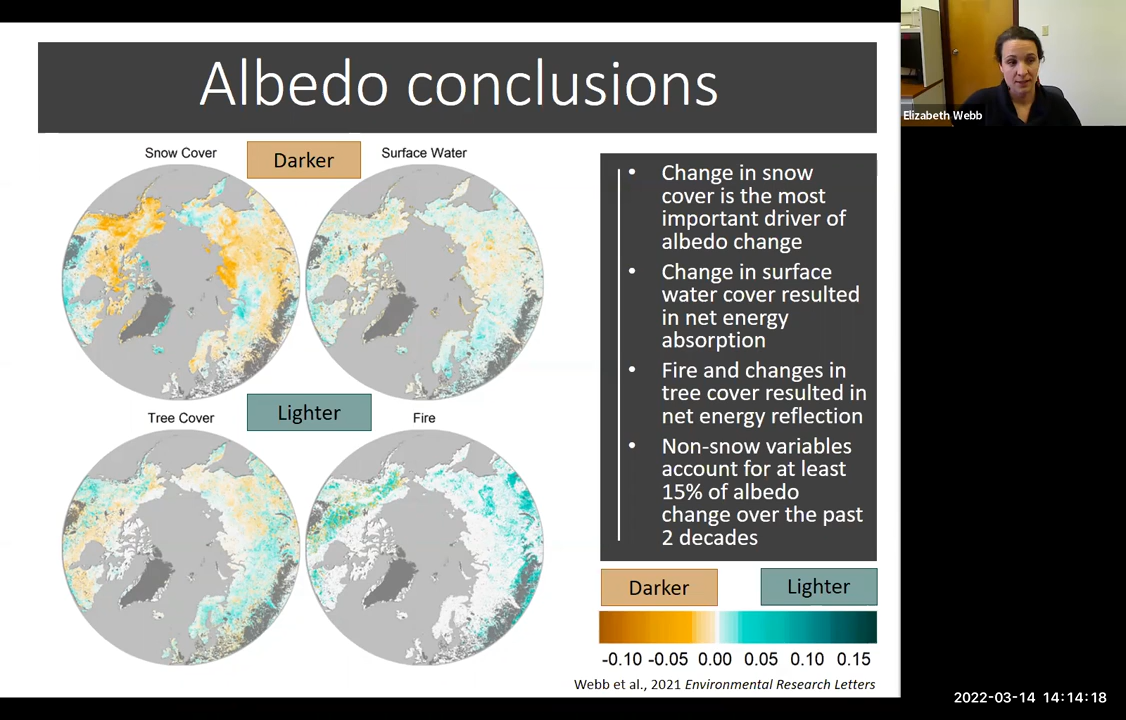 Albedo conclusions
Elizabeth Webb
Snow Cover
Darker
Surface Water
Tree Cover
Lighter
Fire
• Change in snow
cover is the most
important driver of
albedo change
• Change in surface
water cover resulted
in net energy
absorption
• Fire and changes in
tree cover resulted in
net energy reflection
• Non-snow variables
account for at least
15% of albedo
change over the past
2 decades
Darker
Lighter
-0.10 -0.05 0.00 0.05 0.10 0.15
Webb et al., 2021 Environmental Research Letters
2022-03-14 14:14:18